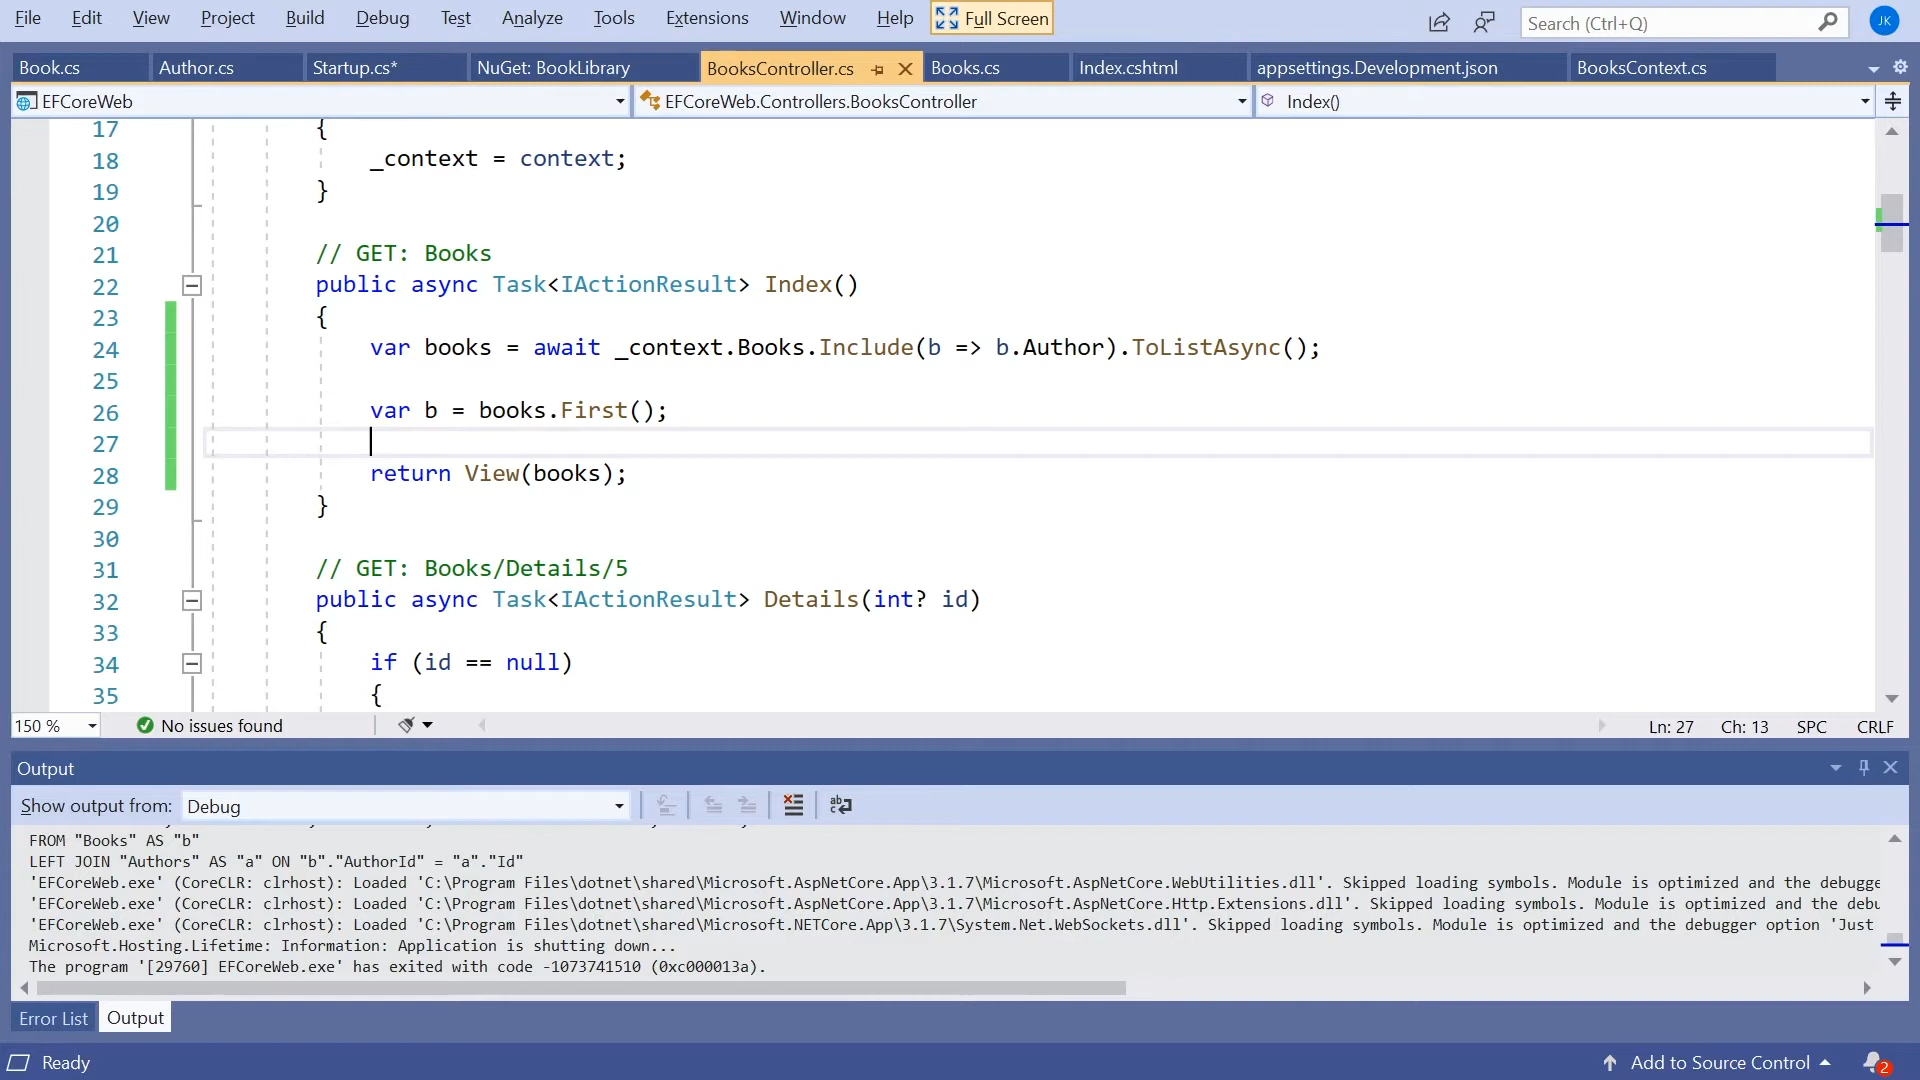 File Edit View Project Build Debug Test Analyze Tools Extensions Window Help Full Screen Search (Ctrl+Q) JK
Book.cs Author.cs Startup.cs* NuGet: BookLibrary BooksController.cs Books.cs Index.cshtml appsettings.Development.json BooksContext.cs
EFCoreWeb EFCoreWeb.Controllers.BooksController Index()
17 {
18 _context = context;
19 }
20
21 // GET: Books
22 public async Task<IActionResult> Index()
23 {
24 var books = await _context.Books.Include(b => b.Author).ToListAsync();
25
26 var b = books.First();
27
28 return View(books);
29 }
30
31 // GET: Books/Details/5
32 public async Task<IActionResult> Details(int? id)
33 {
34 if (id == null)
35 {
150 % No issues found Ln: 27 Ch: 13 SPC CRLF
Output
Show output from: Debug
FROM "Books" AS "b"
LEFT JOIN "Authors" AS "a" ON "b"."AuthorId" = "a"."Id"
'EFCoreWeb.exe' (CoreCLR: clrhost): Loaded 'C:\Program Files\dotnet\shared\Microsoft.AspNetCore.App\3.1.7\Microsoft.AspNetCore.WebUtilities.dll'. Skipped loading symbols. Module is optimized and the debugge
'EFCoreWeb.exe' (CoreCLR: clrhost): Loaded 'C:\Program Files\dotnet\shared\Microsoft.AspNetCore.App\3.1.7\Microsoft.AspNetCore.Http.Extensions.dll'. Skipped loading symbols. Module is optimized and the debu
'EFCoreWeb.exe' (CoreCLR: clrhost): Loaded 'C:\Program Files\dotnet\shared\Microsoft.NETCore.App\3.1.7\System.Net.WebSockets.dll'. Skipped loading symbols. Module is optimized and the debugger option 'Just
Microsoft.Hosting.Lifetime: Information: Application is shutting down...
The program '[29760] EFCoreWeb.exe' has exited with code -1073741510 (0xc000013a).
Error List Output
Ready Add to Source Control 2